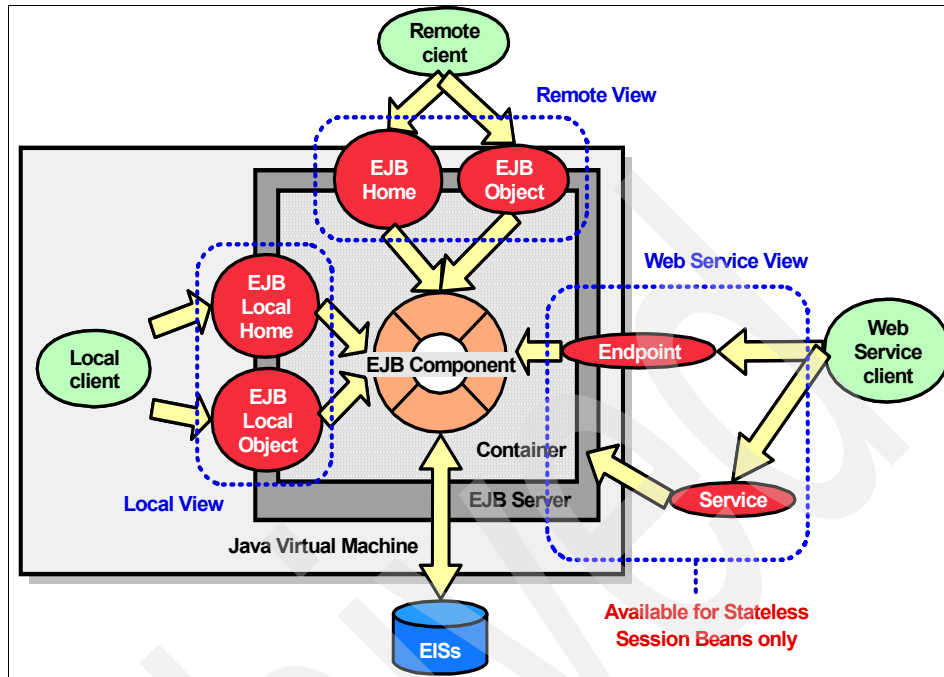 Remote
cient
Remote View
EJB
Home
EJB
Object
Web Service View
EJB
Local
Home
Local
client
EJB Component
Endpoint
Web
Service
client
EJB
Local
Object
Container
Local View
EJB Server
Service
Java Virtual Machine
Available for Stateless
Session Beans only
EISs